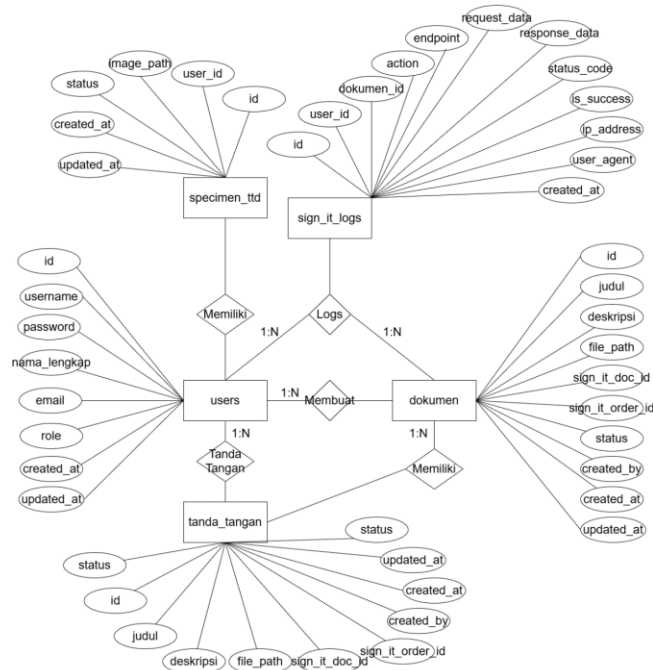 request_data
endpoint
response_data
action
status_code
dokumen_id
is_success
user_id
ip_address
id
user_agent
created_at
sign_it_logs
image_path
user_id
status
id
created_at
updated_at
specimen_ttd
Memiliki
Logs
1:N
1:N
id
username
password
nama_lengkap
email
role
created_at
updated_at
users
1:N
Membuat
dokumen
id
judul
deskripsi
file_path
sign_it_doc_id
sign_it_order_id
status
created_by
created_at
updated_at
1:N
Tanda
Tangan
1:N
Memiliki
tanda_tangan
status
status
updated_at
id
created_at
judul
created_by
deskripsi
file_path
sign_it_doc_id
sign_it_order_id